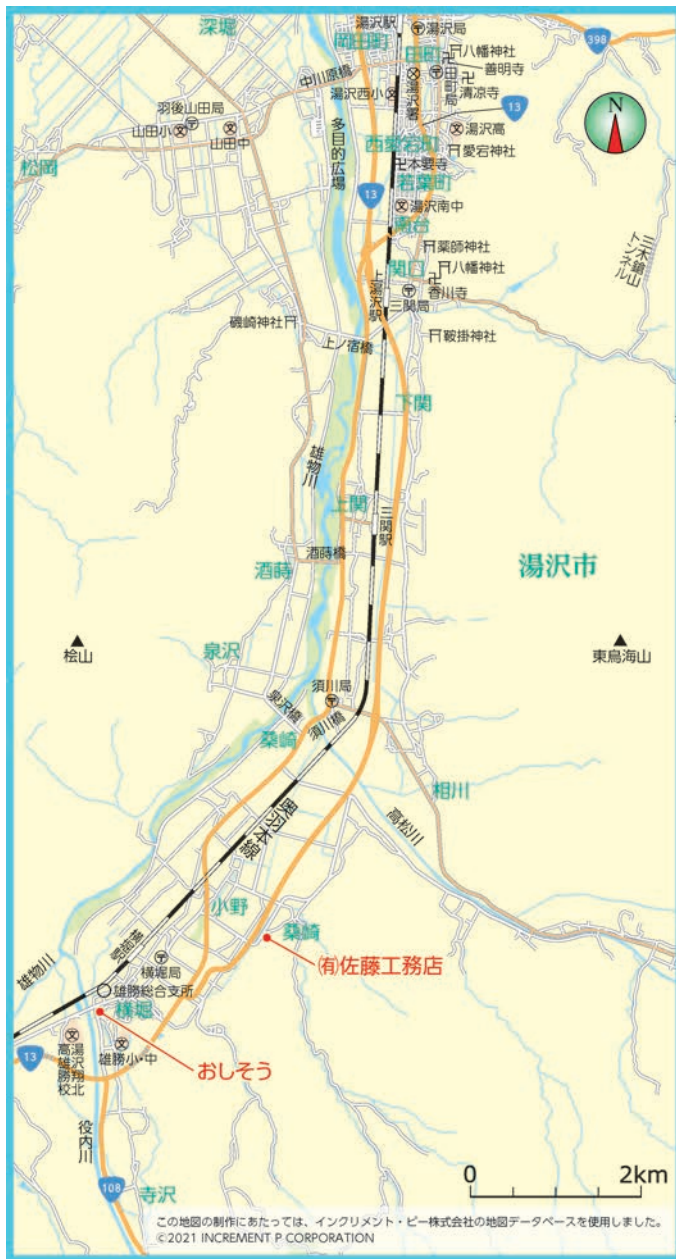 深堀
湯沢駅
岡田町
湯沢局
398
田町
八幡神社
善明寺
中川原橋
湯沢西小
湯沢署
田町局
清涼寺
羽後山田局
山田小
山田中
多目的広場
13
湯沢高
松岡
西愛宕町
愛宕神社
本要寺
若葉町
13
湯沢南中
南台
薬師神社
関口
八幡神社
上湯沢駅
香川寺
三関局
磯崎神社
上ノ宿橋
鞍掛神社
下関
雄物川
上関
三関駅
酒蒔
酒蒔橋
湯沢市
桧山
泉沢
東鳥海山
須川局
泉沢橋
須川橋
桑崎
相川
高松川
奥羽本線
小野
桑崎
横堀駅
横堀局
(有)佐藤工務店
雄物川
雄勝総合支所
横堀
おしそう
湯沢翔北
高雄勝校
雄勝小・中
13
役内川
108
寺沢
N
0 2km
この地図の制作にあたっては、インクリメント・ピー株式会社の地図データベースを使用しました。
©2021 INCREMENT P CORPORATION